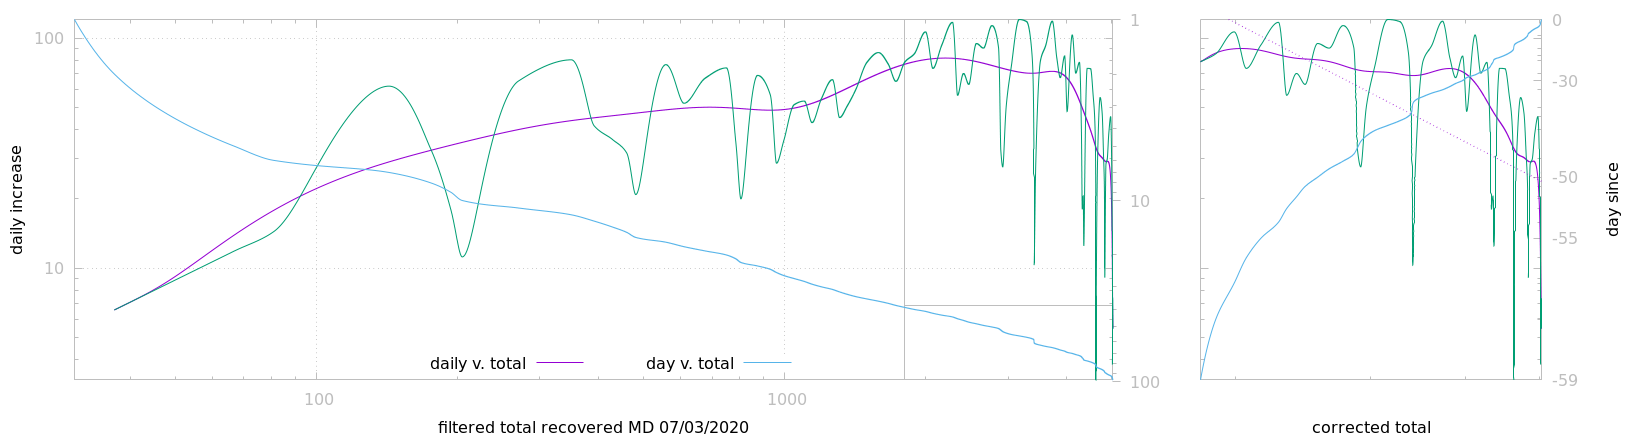 100
10
daily increase
daily v. total
day v. total
100
1000
filtered total recovered MD 07/03/2020
1
10
100
0
-30
-50
-55
-59
day since
corrected total